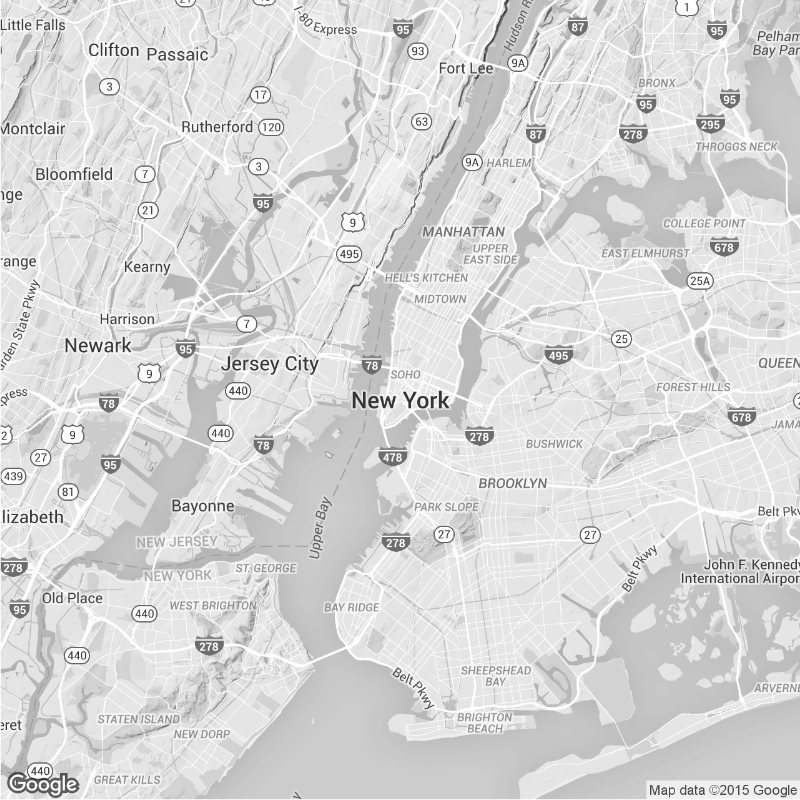 Little Falls
Clifton
Passaic
I-80 Express
95
21
Hudson R
87
1
95
Pelham
Bay Par
93
Fort Lee
9A
3
17
BRONX
95
95
Montclair
Rutherford
120
63
87
278
295
THROGGS NECK
3
9A
HARLEM
Bloomfield
7
nge
21
95
9
MANHATTAN
COLLEGE POINT
678
UPPER
EAST SIDE
495
EAST ELMHURST
range
Kearny
HELL'S KITCHEN
25A
MIDTOWN
arden State Pkwy
Harrison
7
Newark
95
25
495
9
Jersey City
78
QUEEN
SOHO
FOREST HILLS
press
78
440
New York
678
2
9
440
78
278
BUSHWICK
JAMA
27
95
478
439
81
BROOKLYN
Bayonne
PARK SLOPE
lizabeth
Upper Bay
Belt Pkw
NEW JERSEY
278
27
27
278
ST. GEORGE
NEW YORK
Belt Pkwy
John F. Kennedy
International Airpor
95
Old Place
WEST BRIGHTON
BAY RIDGE
440
278
440
Belt Pkwy
SHEEPSHEAD
BAY
ARVERNE
STATEN ISLAND
BRIGHTON
BEACH
eret
NEW DORP
440
GREAT KILLS
Google
Map data ©2015 Google